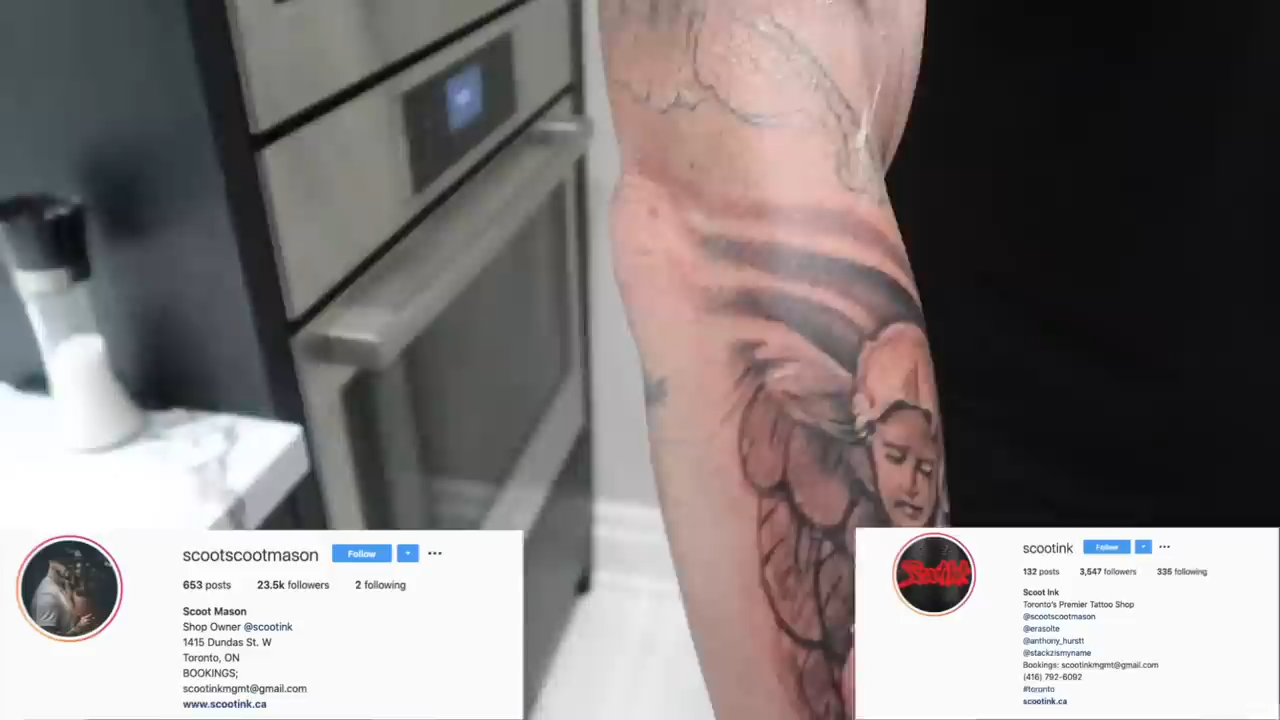 scootscootmason Follow
653 posts 23.5k followers 2 following
Scoot Mason
Shop Owner @scootink
1415 Dundas St. W
Toronto, ON
BOOKINGS;
scootinkmgmt@gmail.com
www.scootink.ca
ScootInk
scootink Follow
132 posts 3,547 followers 336 following
Scoot Ink
Toronto's Premier Tattoo Shop
@scootscootmason
@erasolte
@anthony_hurstt
@stackzismyname
Bookings: scootinkmgmt@gmail.com
(416) 792-6092
#toronto
scootink.ca